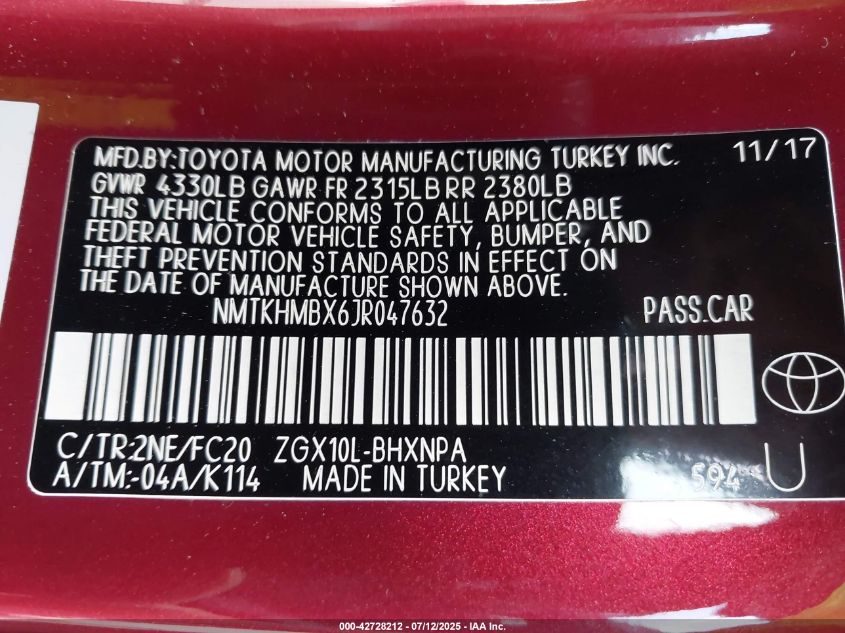 MFD.BY:TOYOTA MOTOR MANUFACTURING TURKEY INC. 11/17
GVWR 4330LB GAWR FR 2315LB RR 2380LB
THIS VEHICLE CONFORMS TO ALL APPLICABLE
FEDERAL MOTOR VEHICLE SAFETY, BUMPER, AND
THEFT PREVENTION STANDARDS IN EFFECT ON
THE DATE OF MANUFACTURE SHOWN ABOVE.
NMTKHMBX6JR047632 PASS.CAR
C/TR:2NE/FC20 ZGX10L-BHXNPA
A/TM:-04A/K114 MADE IN TURKEY 594 U
000-42728212 - 07/12/2025 - IAA Inc.